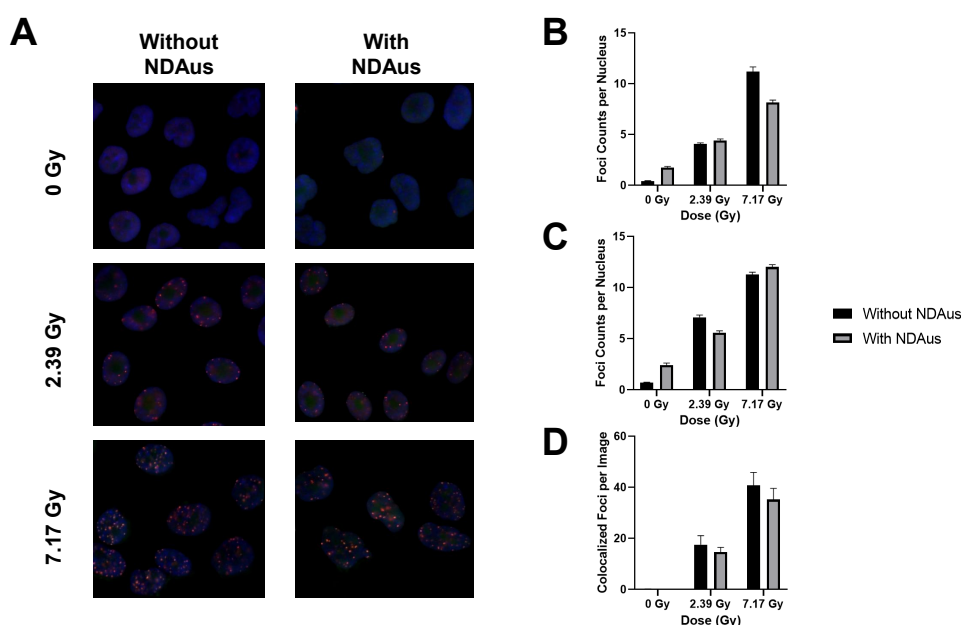 A
Without
NDAus
With
NDAus
0 Gy
2.39 Gy
7.17 Gy
B
Foci Counts per Nucleus
15
10
5
0
0 Gy
2.39 Gy
7.17 Gy
Dose (Gy)
C
Foci Counts per Nucleus
15
10
5
0
0 Gy
2.39 Gy
7.17 Gy
Dose (Gy)
Without NDAus
With NDAus
D
Colocalized Foci per Image
60
40
20
0
0 Gy
2.39 Gy
7.17 Gy
Dose (Gy)